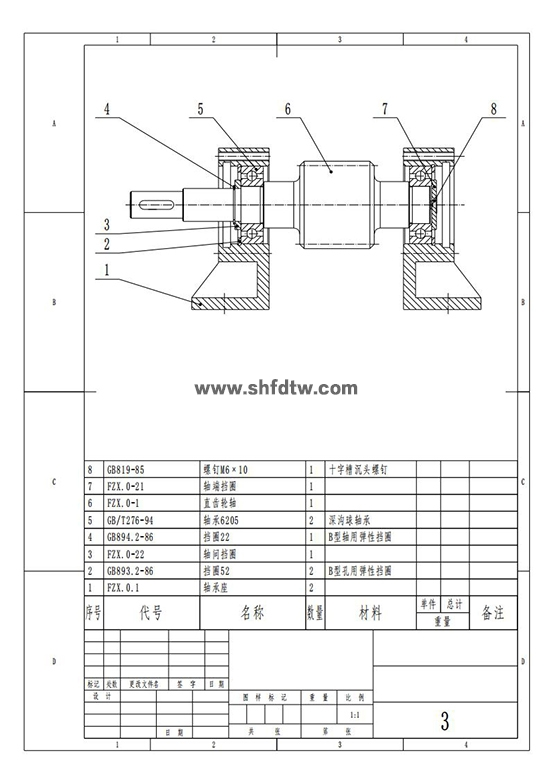 1 2 3 4
A A
4 5 6 7 8
3
2
1
B B
www.shfdtw.com
C C
8 GB819-85 螺钉M6×10 1 十字槽沉头螺钉
7 FZX.0-21 轴端挡圈 1
6 FZX.0-1 直齿轮轴 1
5 GB/T276-94 轴承6205 2 深沟球轴承
4 GB894.2-86 挡圈22 1 B型轴用弹性挡圈
3 FZX.0-22 轴间挡圈 1
2 GB893.2-86 挡圈52 2 B型孔用弹性挡圈
1 FZX.0.1 轴承座 2
序号 代号 名称 数量 材料 单件 总计 备注
重量
D D
标记 处数 更改文件名 签字 日期
设计 图样标记 重量 比例
1:1
3
日期 共 张 第 张
1 2 3 4